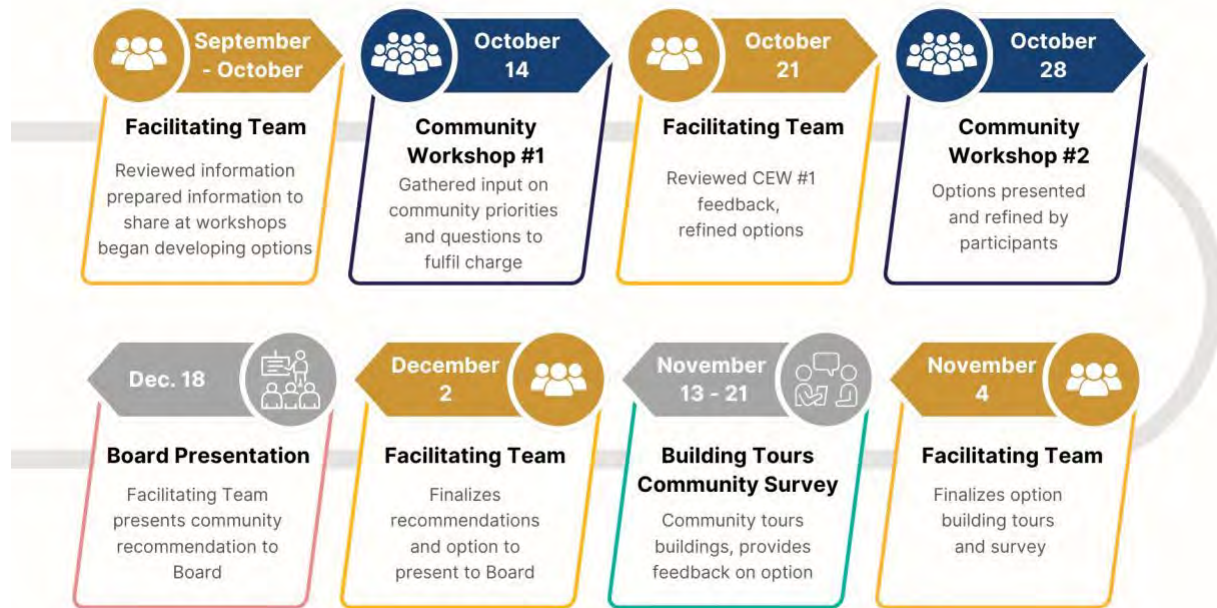 September
- October
Facilitating Team
Reviewed information
prepared information to
share at workshops
began developing options
October
14
Community
Workshop #1
Gathered input on
community priorities
and questions to
fulfil charge
October
21
Facilitating Team
Reviewed CEW #1
feedback,
refined options
October
28
Community
Workshop #2
Options presented
and refined by
participants
November
4
Facilitating Team
Finalizes option
building tours
and survey
November
13 - 21
Building Tours
Community Survey
Community tours
buildings, provides
feedback on option
December
2
Facilitating Team
Finalizes
recommendations
and option to
present to Board
Dec. 18
Board Presentation
Facilitating Team
presents community
recommendation to
Board